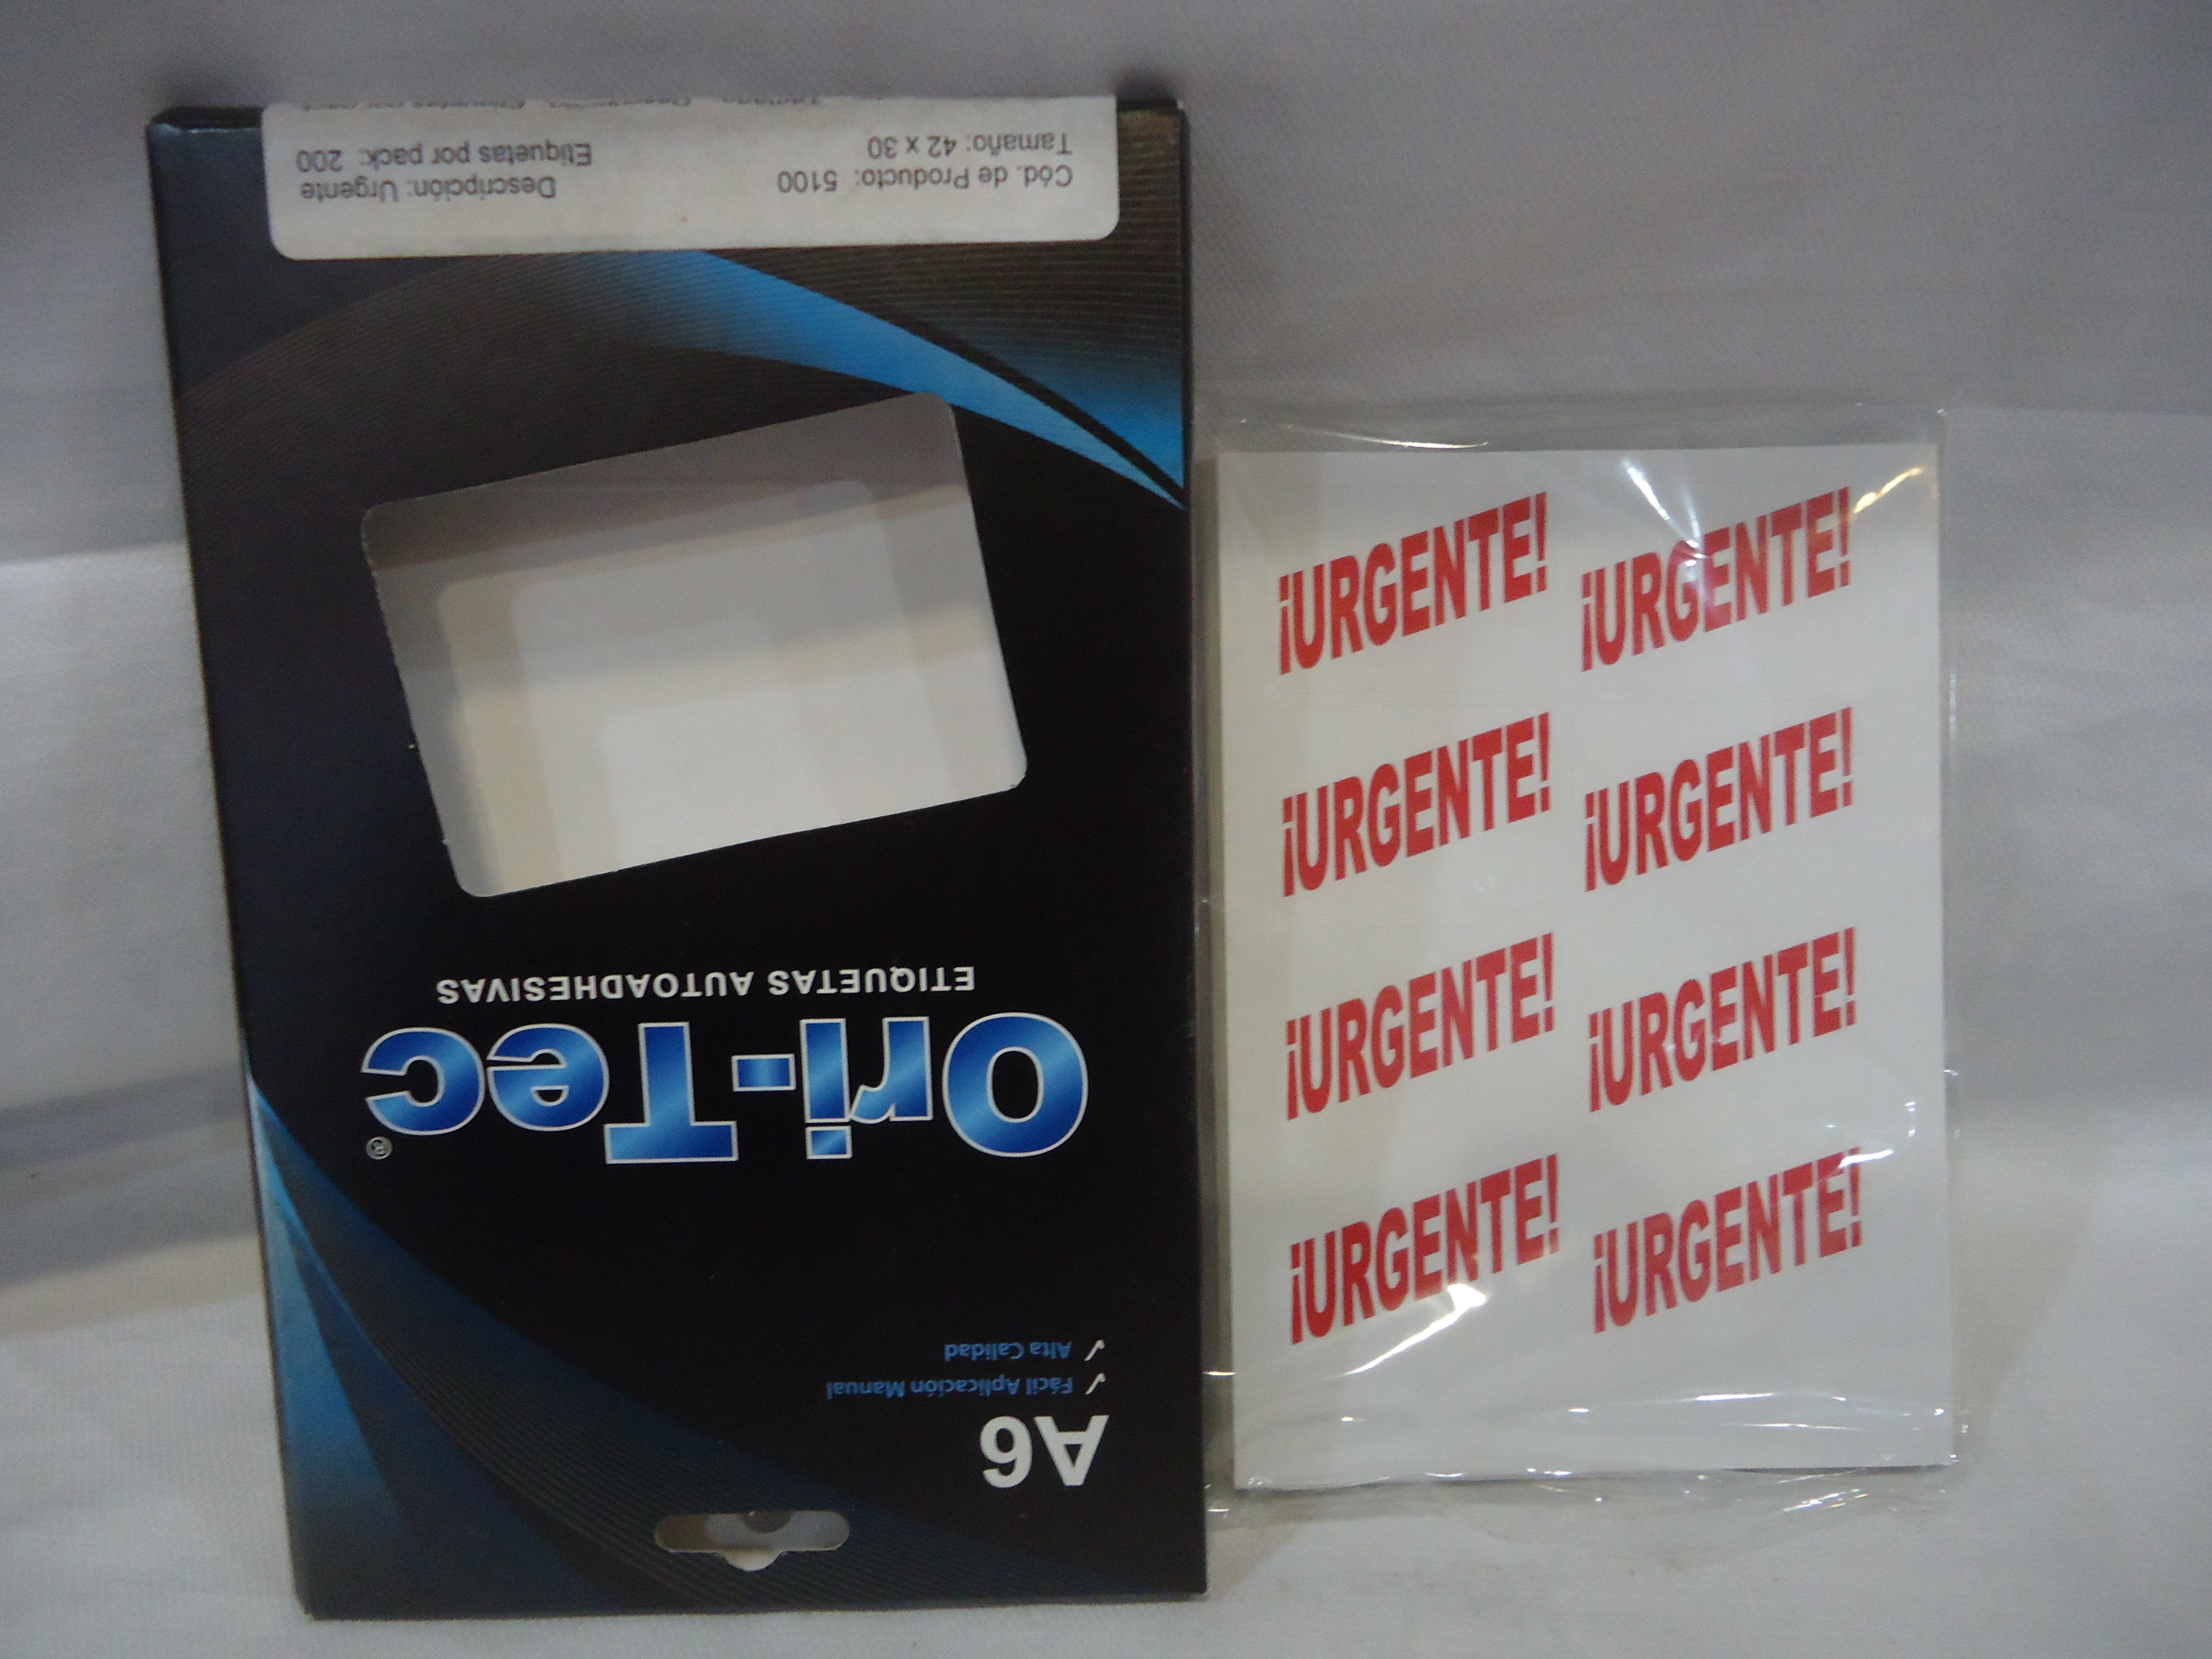 A6
✓ Fácil Aplicación Manual
✓ Alta Calidad
Ori-Tec®
ETIQUETAS AUTOADHESIVAS
Cód. de Producto: 5100 Descripción: Urgente
Tamaño: 42 x 30 Etiquetas por pack: 200
¡URGENTE! ¡URGENTE!
¡URGENTE! ¡URGENTE!
¡URGENTE! ¡URGENTE!
¡URGENTE! ¡URGENTE!